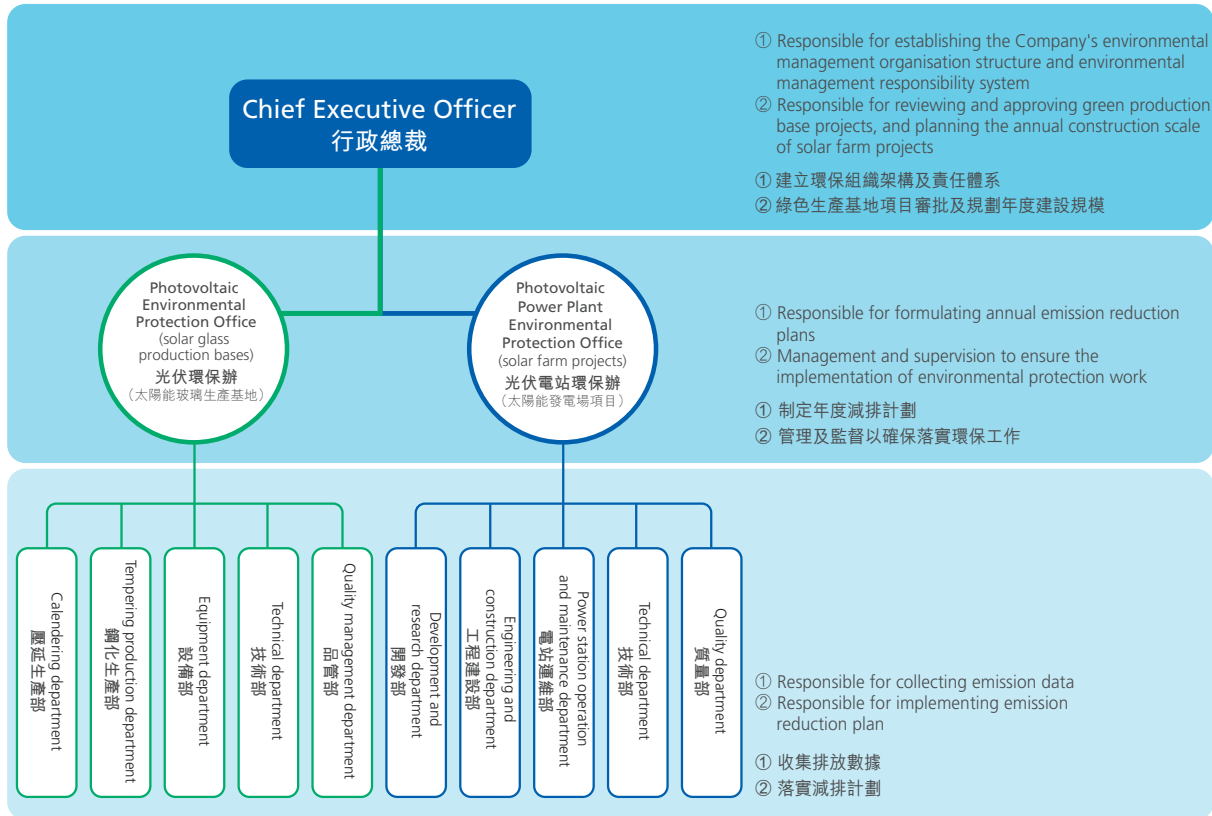 Chief Executive Officer
行政總裁
① Responsible for establishing the Company's environmental
management organisation structure and environmental
management responsibility system
② Responsible for reviewing and approving green production
base projects, and planning the annual construction scale
of solar farm projects
① 建立環保組織架構及責任體系
② 綠色生產基地項目審批及規劃年度建設規模
Photovoltaic
Environmental
Protection Office
(solar glass
production bases)
光伏環保辦
（太陽能玻璃生產基地）
Photovoltaic
Power Plant
Environmental
Protection Office
(solar farm projects)
光伏電站環保辦
（太陽能發電場項目）
① Responsible for formulating annual emission reduction
plans
② Management and supervision to ensure the
implementation of environmental protection work
① 制定年度減排計劃
② 管理及監督以確保落實環保工作
Calendering department
壓延生產部
Tempering production department
鋼化生產部
Equipment department
設備部
Technical department
技術部
Quality management department
品管部
Development and
research department
開發部
Engineering and
construction department
工程建設部
Power station operation
and maintenance department
電站運維部
Technical department
技術部
Quality department
質量部
① Responsible for collecting emission data
② Responsible for implementing emission
reduction plan
① 收集排放數據
② 落實減排計劃